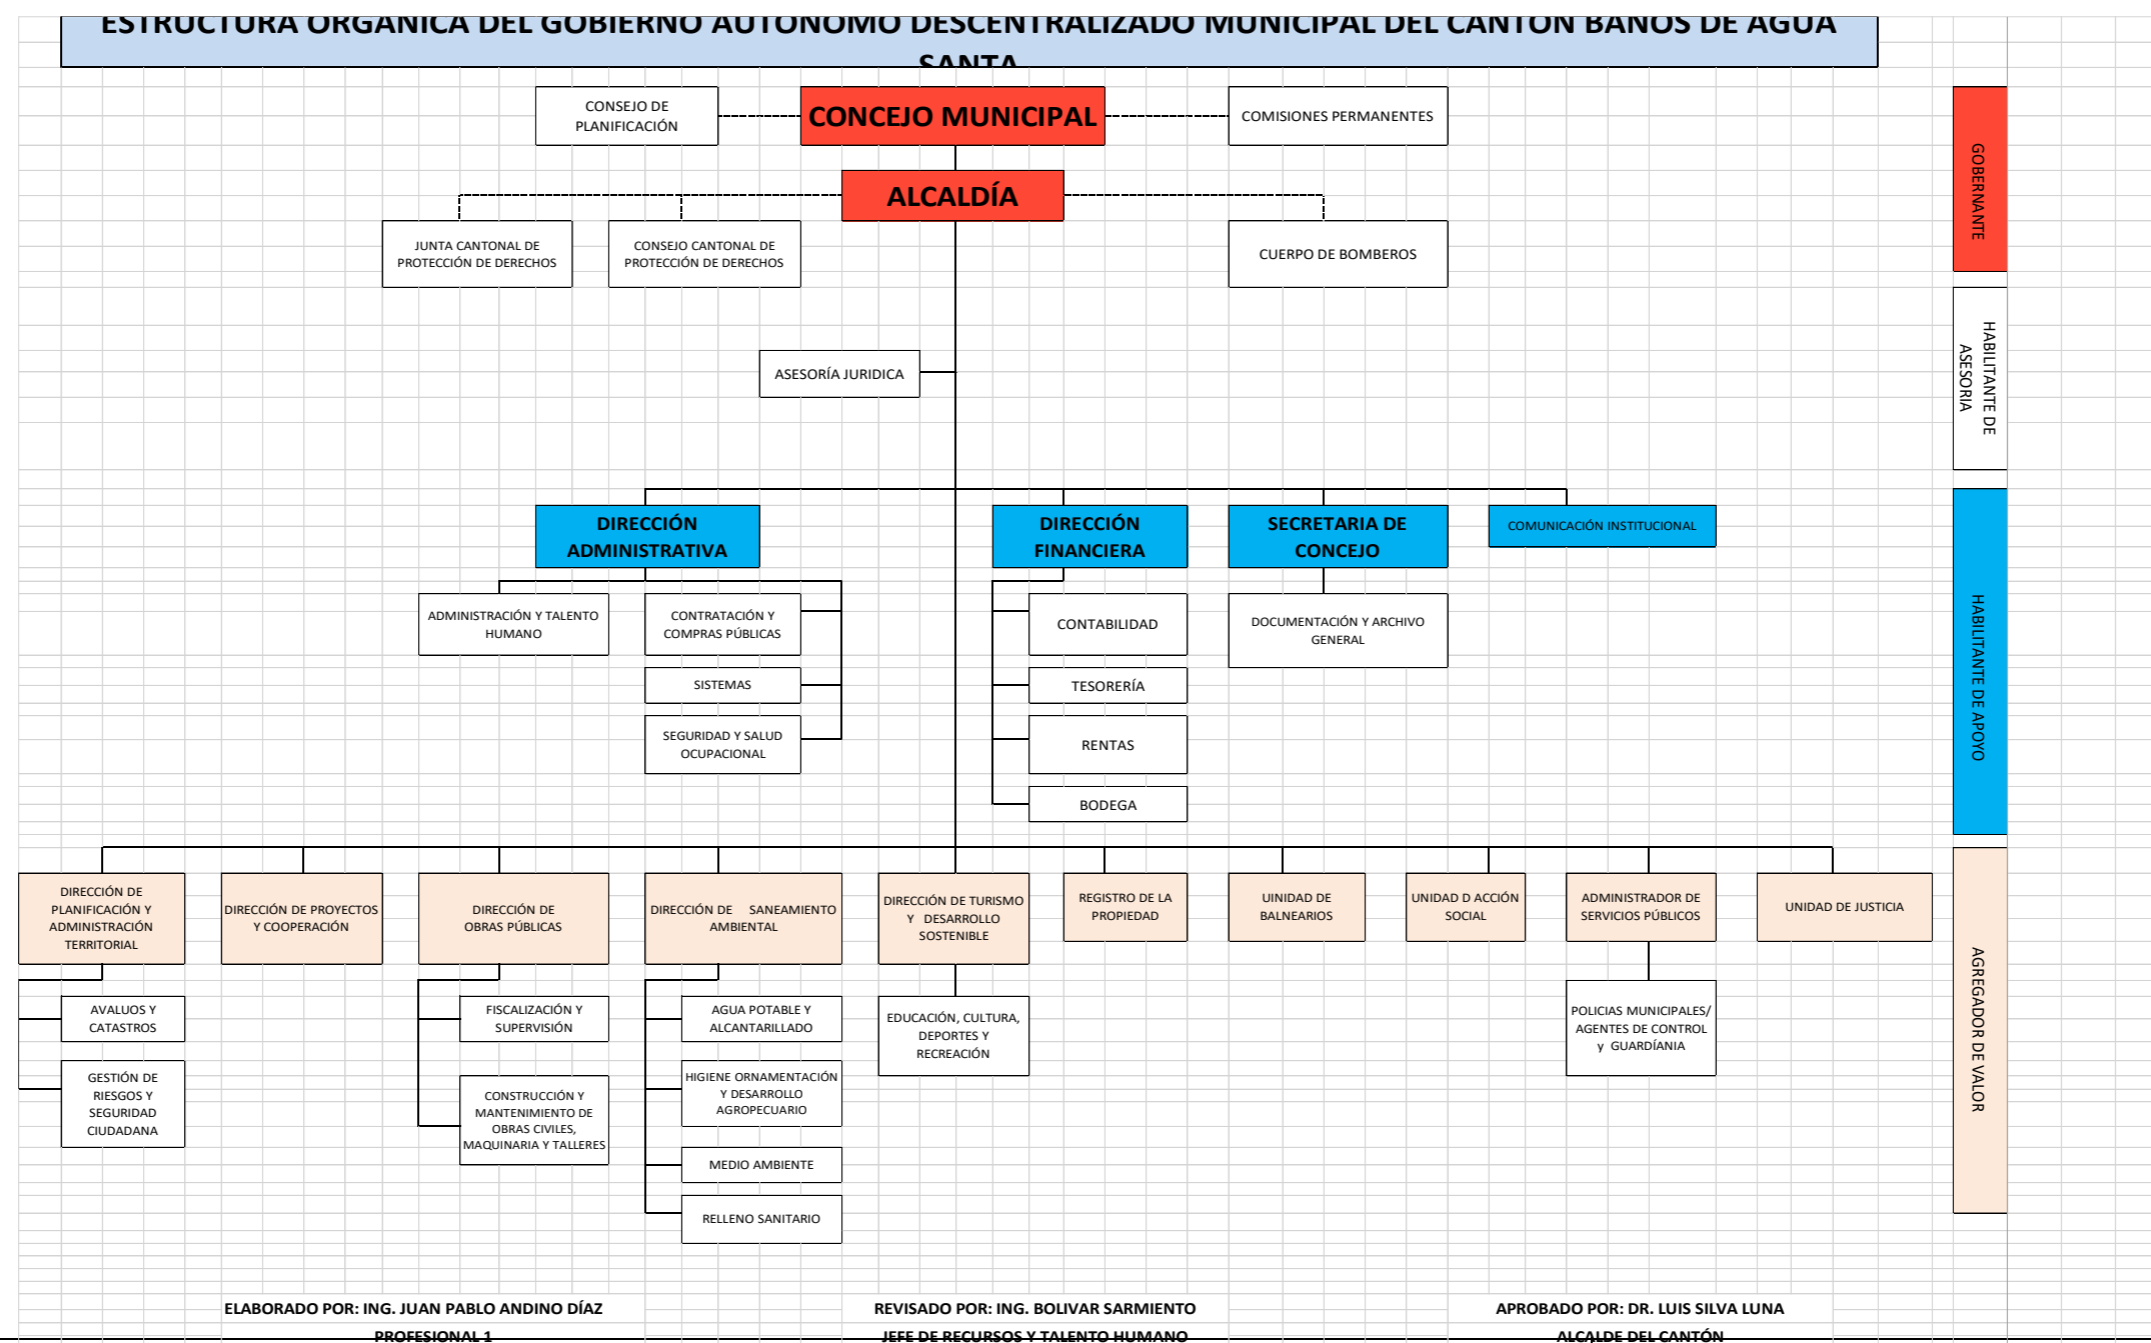 ESTRUCTURA ORGANICA DEL GOBIERNO AUTONOMO DESCENTRALIZADO MUNICIPAL DEL CANTON BAÑOS DE AGUA
SANTA
CONSEJO DE
PLANIFICACIÓN
CONCEJO MUNICIPAL
COMISIONES PERMANENTES
ALCALDÍA
JUNTA CANTONAL DE
PROTECCIÓN DE DERECHOS
CONSEJO CANTONAL DE
PROTECCIÓN DE DERECHOS
CUERPO DE BOMBEROS
GOBERNANTE
ASESORÍA JURIDICA
HABILITANTE DE
ASESORIA
DIRECCIÓN
ADMINISTRATIVA
DIRECCIÓN
FINANCIERA
SECRETARIA DE
CONCEJO
COMUNICACIÓN INSTITUCIONAL
ADMINISTRACIÓN Y TALENTO
HUMANO
CONTRATACIÓN Y
COMPRAS PÚBLICAS
SISTEMAS
SEGURIDAD Y SALUD
OCUPACIONAL
CONTABILIDAD
TESORERÍA
RENTAS
BODEGA
DOCUMENTACIÓN Y ARCHIVO
GENERAL
HABILITANTE DE APOYO
DIRECCIÓN DE
PLANIFICACIÓN Y
ADMINISTRACIÓN
TERRITORIAL
DIRECCIÓN DE PROYECTOS
Y COOPERACIÓN
DIRECCIÓN DE
OBRAS PÚBLICAS
DIRECCIÓN DE SANEAMIENTO
AMBIENTAL
DIRECCIÓN DE TURISMO
Y DESARROLLO
SOSTENIBLE
REGISTRO DE LA
PROPIEDAD
UINIDAD DE
BALNEARIOS
UNIDAD D ACCIÓN
SOCIAL
ADMINISTRADOR DE
SERVICIOS PÚBLICOS
UNIDAD DE JUSTICIA
AVALUOS Y
CATASTROS
GESTIÓN DE
RIESGOS Y
SEGURIDAD
CIUDADANA
FISCALIZACIÓN Y
SUPERVISIÓN
CONSTRUCCIÓN Y
MANTENIMIENTO DE
OBRAS CIVILES,
MAQUINARIA Y TALLERES
AGUA POTABLE Y
ALCANTARILLADO
HIGIENE ORNAMENTACIÓN
Y DESARROLLO
AGROPECUARIO
MEDIO AMBIENTE
RELLENO SANITARIO
EDUCACIÓN, CULTURA,
DEPORTES Y
RECREACIÓN
POLICIAS MUNICIPALES/
AGENTES DE CONTROL
y GUARDÍANIA
AGREGADOR DE VALOR
ELABORADO POR: ING. JUAN PABLO ANDINO DÍAZ
PROFESIONAL 1
REVISADO POR: ING. BOLIVAR SARMIENTO
JEFE DE RECURSOS Y TALENTO HUMANO
APROBADO POR: DR. LUIS SILVA LUNA
ALCALDE DEL CANTÓN